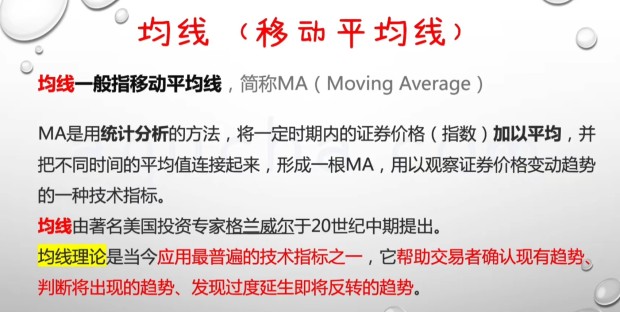 均线（移动平均线）
均线一般指移动平均线，简称MA（Moving Average）
MA是用统计分析的方法，将一定时期内的证券价格（指数）加以平均，并
把不同时间的平均值连接起来，形成一根MA，用以观察证券价格变动趋势
的一种技术指标。
均线由著名美国投资专家格兰威尔于20世纪中期提出。
均线理论是当今应用最普遍的技术指标之一，它帮助交易者确认现有趋势、
判断将出现的趋势、发现过度延生即将反转的趋势。